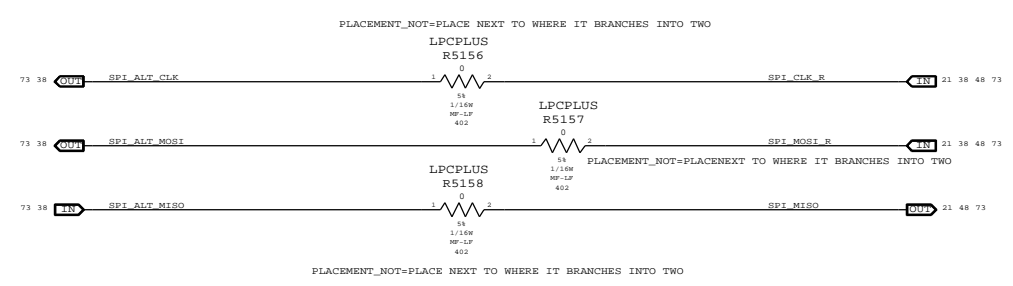 PLACEMENT_NOT=PLACE NEXT TO WHERE IT BRANCHES INTO TWO
LPCPLUS
R5156
0
73 38 OUT SPI_ALT_CLK 1 2 SPI_CLK_R IN 21 38 48 73
5%
1/16W
MF-LF
402
LPCPLUS
R5157
0
73 38 OUT SPI_ALT_MOSI 1 2 SPI_MOSI_R IN 21 38 48 73
5%
PLACEMENT_NOT=PLACENEXT TO WHERE IT BRANCHES INTO TWO
1/16W
MF-LF
402
LPCPLUS
R5158
0
73 38 IN SPI_ALT_MISO 1 2 SPI_MISO OUT 21 48 73
5%
1/16W
MF-LF
402
PLACEMENT_NOT=PLACE NEXT TO WHERE IT BRANCHES INTO TWO